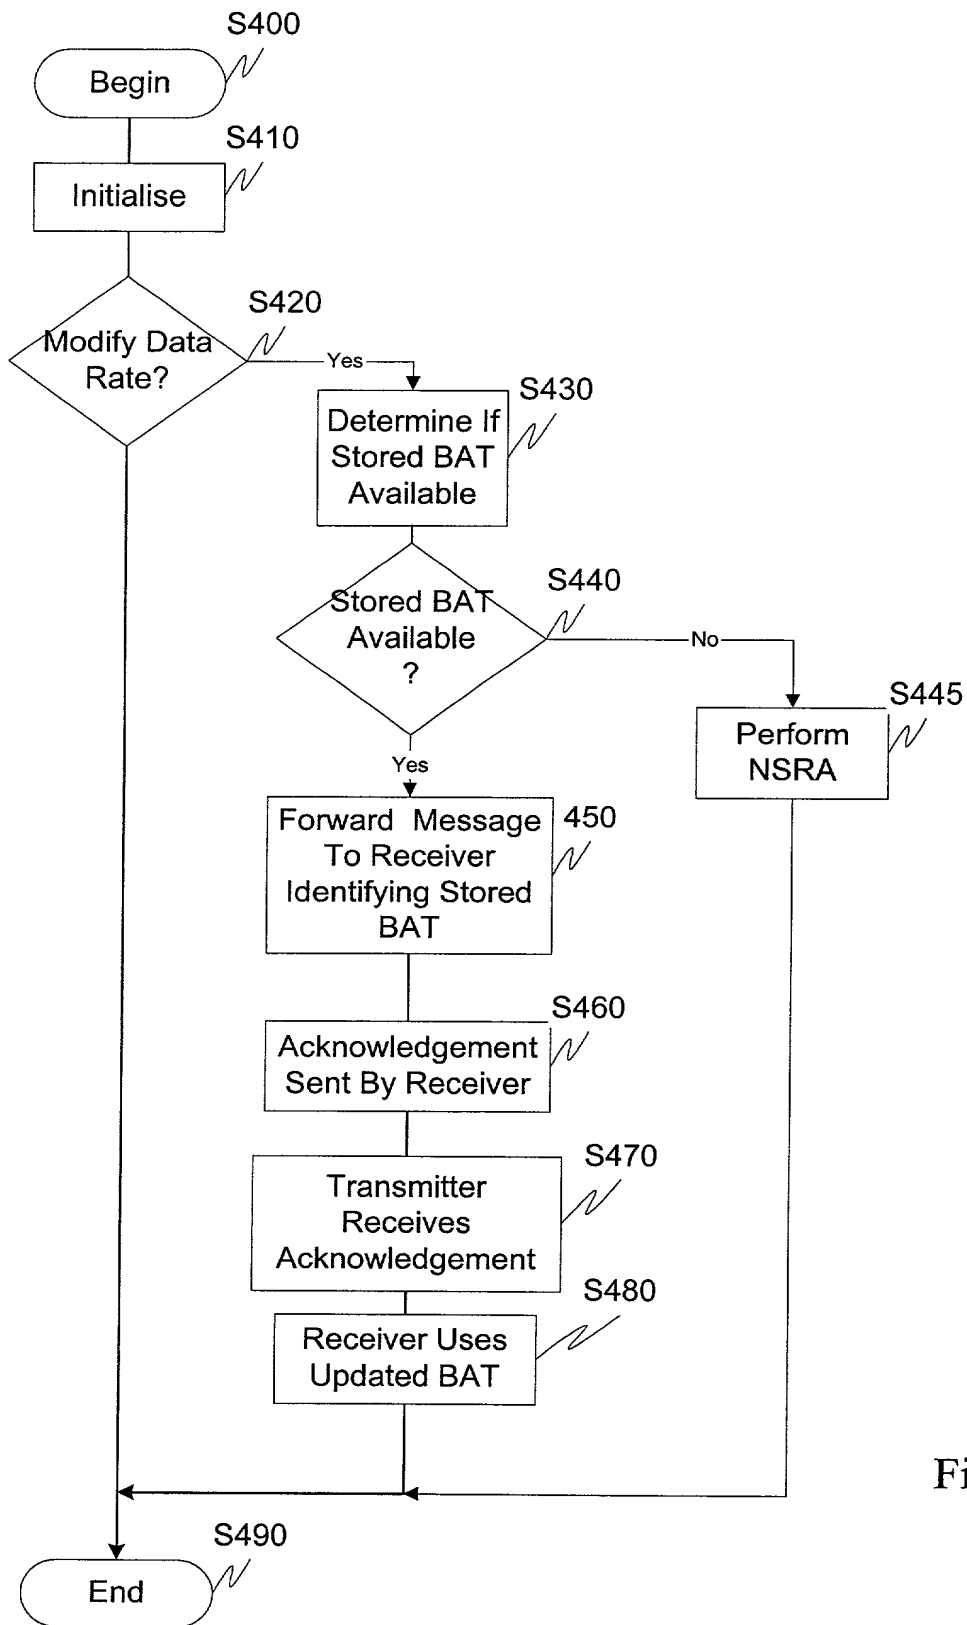 S400
Begin
S410
Initialise
S420
Modify Data
Rate?
Yes
S430
Determine If
Stored BAT
Available
S440
Stored BAT
Available
?
No
S445
Perform
NSRA
Yes
450
Forward Message
To Receiver
Identifying Stored
BAT
S460
Acknowledgement
Sent By Receiver
S470
Transmitter
Receives
Acknowledgement
S480
Receiver Uses
Updated BAT
S490
End